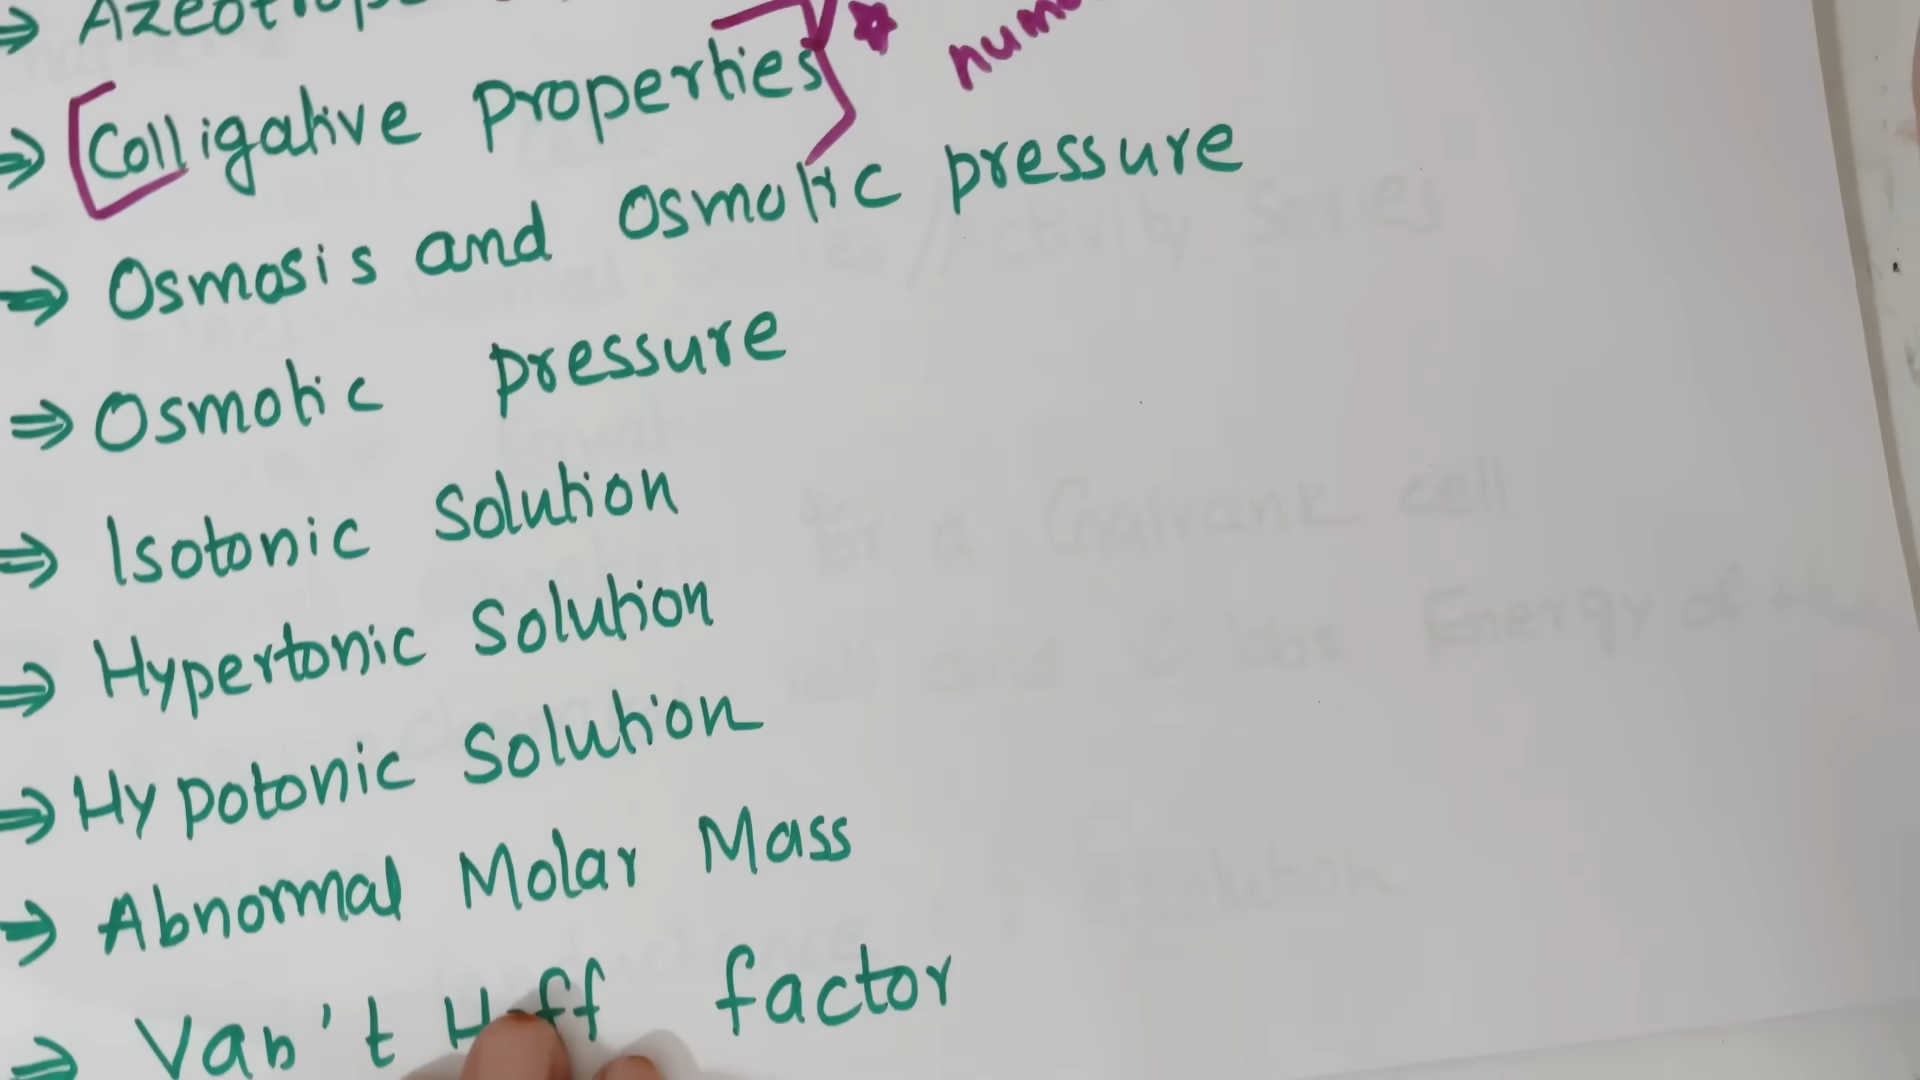 ⇒ Azeotrope
⇒ [Colligative Properties] ★ num
⇒ Osmosis and Osmotic pressure
⇒ Osmotic pressure
⇒ Isotonic Solution
⇒ Hypertonic Solution
⇒ Hypotonic Solution
⇒ Abnormal Molar Mass
⇒ Van't Hoff factor